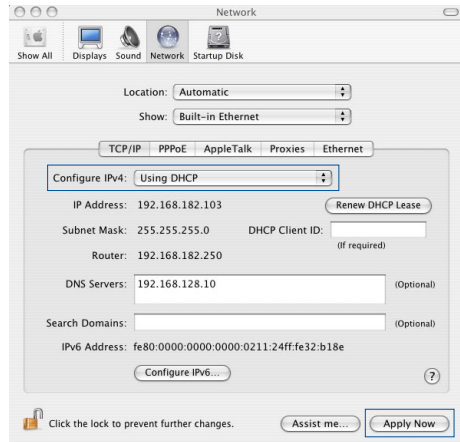 Network
Show All Displays Sound Network Startup Disk
Location: Automatic
Show: Built-in Ethernet
TCP/IP PPPoE AppleTalk Proxies Ethernet
Configure IPv4: Using DHCP
IP Address: 192.168.182.103 Renew DHCP Lease
Subnet Mask: 255.255.255.0 DHCP Client ID:
(If required)
Router: 192.168.182.250
DNS Servers: 192.168.128.10 (Optional)
Search Domains: (Optional)
IPv6 Address: fe80:0000:0000:0000:0211:24ff:fe32:b18e
Configure IPv6... ?
Click the lock to prevent further changes. Assist me... Apply Now